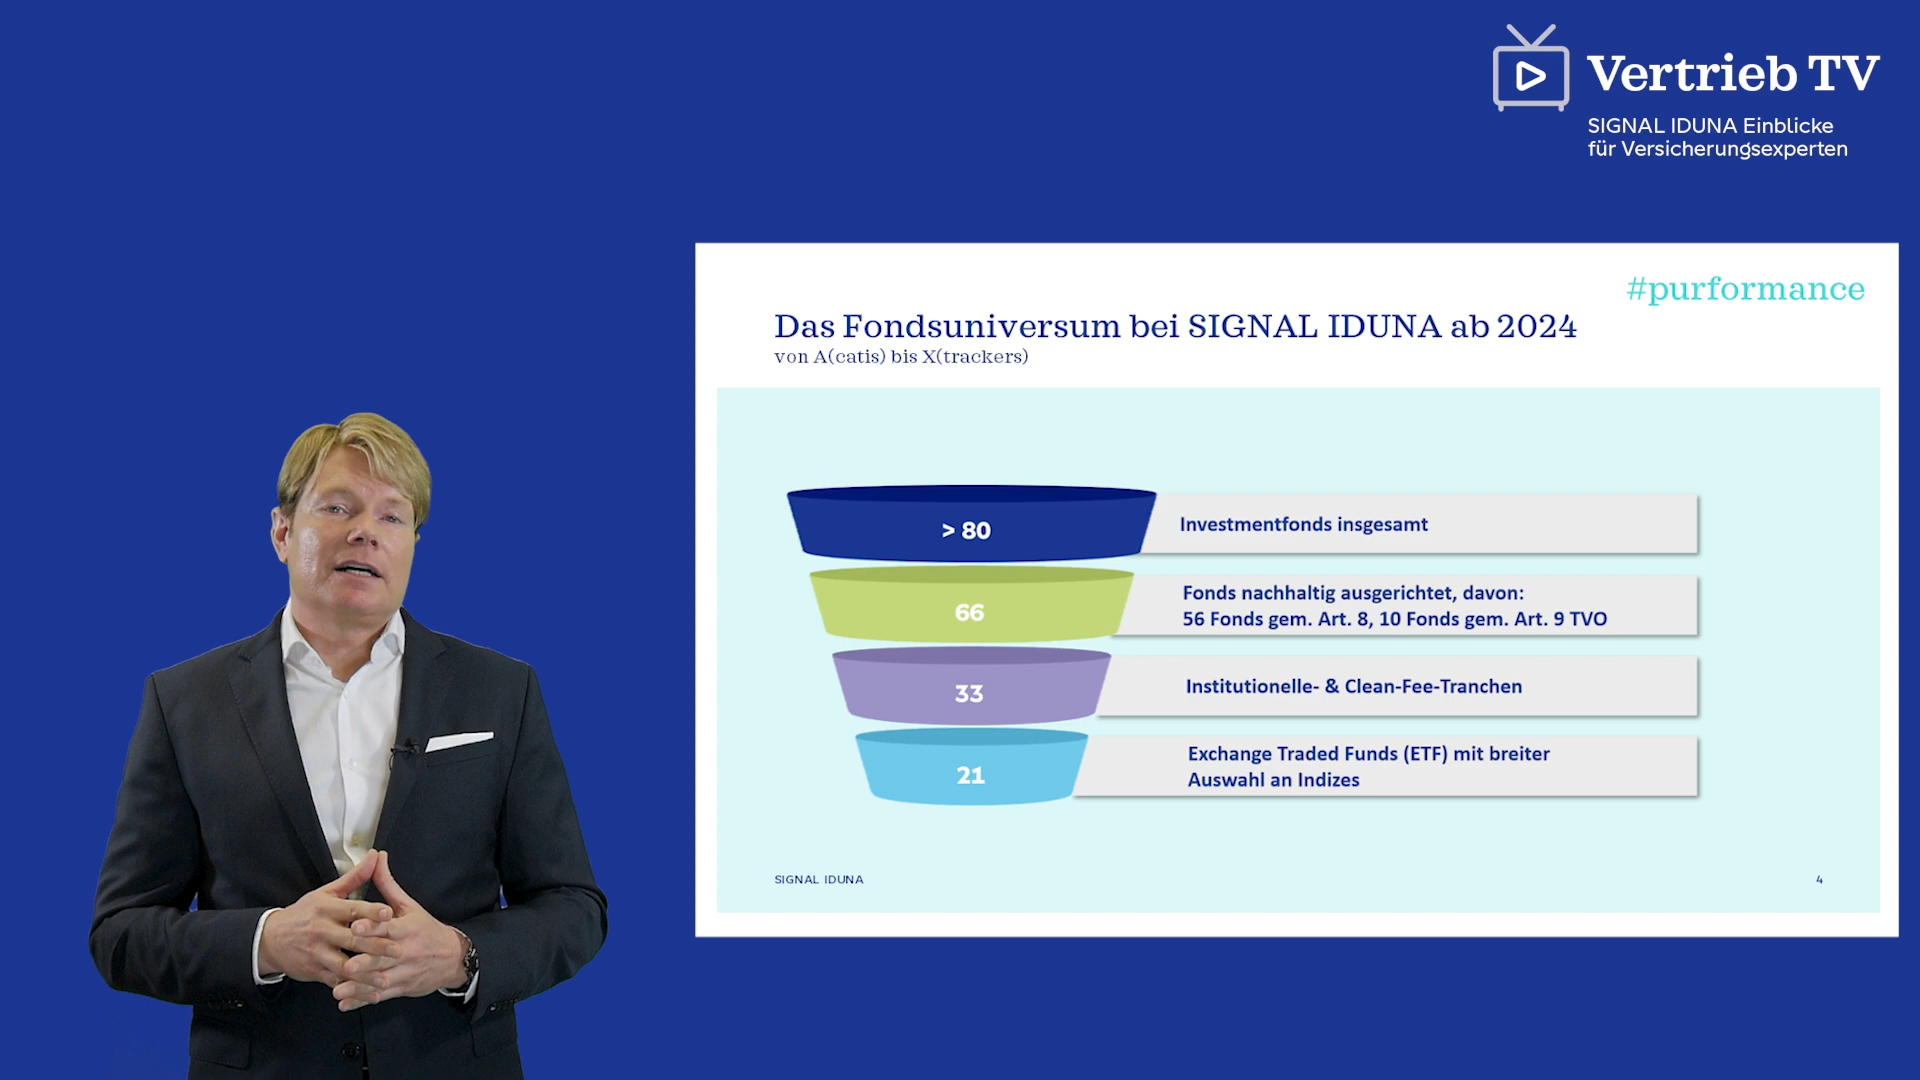 Vertrieb TV
SIGNAL IDUNA Einblicke
für Versicherungsexperten
#purformance
Das Fondsuniversum bei SIGNAL IDUNA ab 2024
von A(catis) bis X(trackers)
> 80
Investmentfonds insgesamt
66
Fonds nachhaltig ausgerichtet, davon:
56 Fonds gem. Art. 8, 10 Fonds gem. Art. 9 TVO
33
Institutionelle- & Clean-Fee-Tranchen
21
Exchange Traded Funds (ETF) mit breiter
Auswahl an Indizes
SIGNAL IDUNA
4